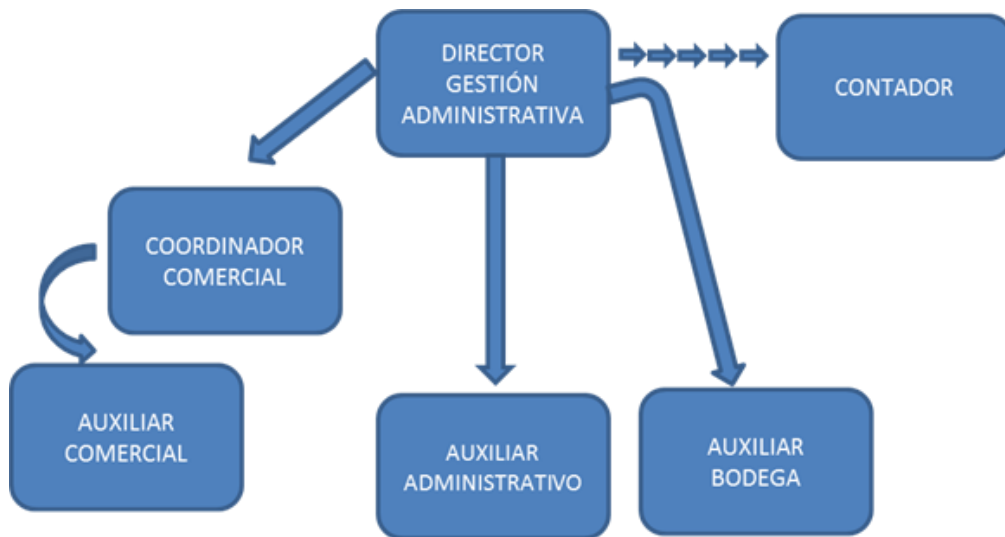 DIRECTOR
GESTIÓN
ADMINISTRATIVA
CONTADOR
COORDINADOR
COMERCIAL
AUXILIAR
COMERCIAL
AUXILIAR
ADMINISTRATIVO
AUXILIAR
BODEGA